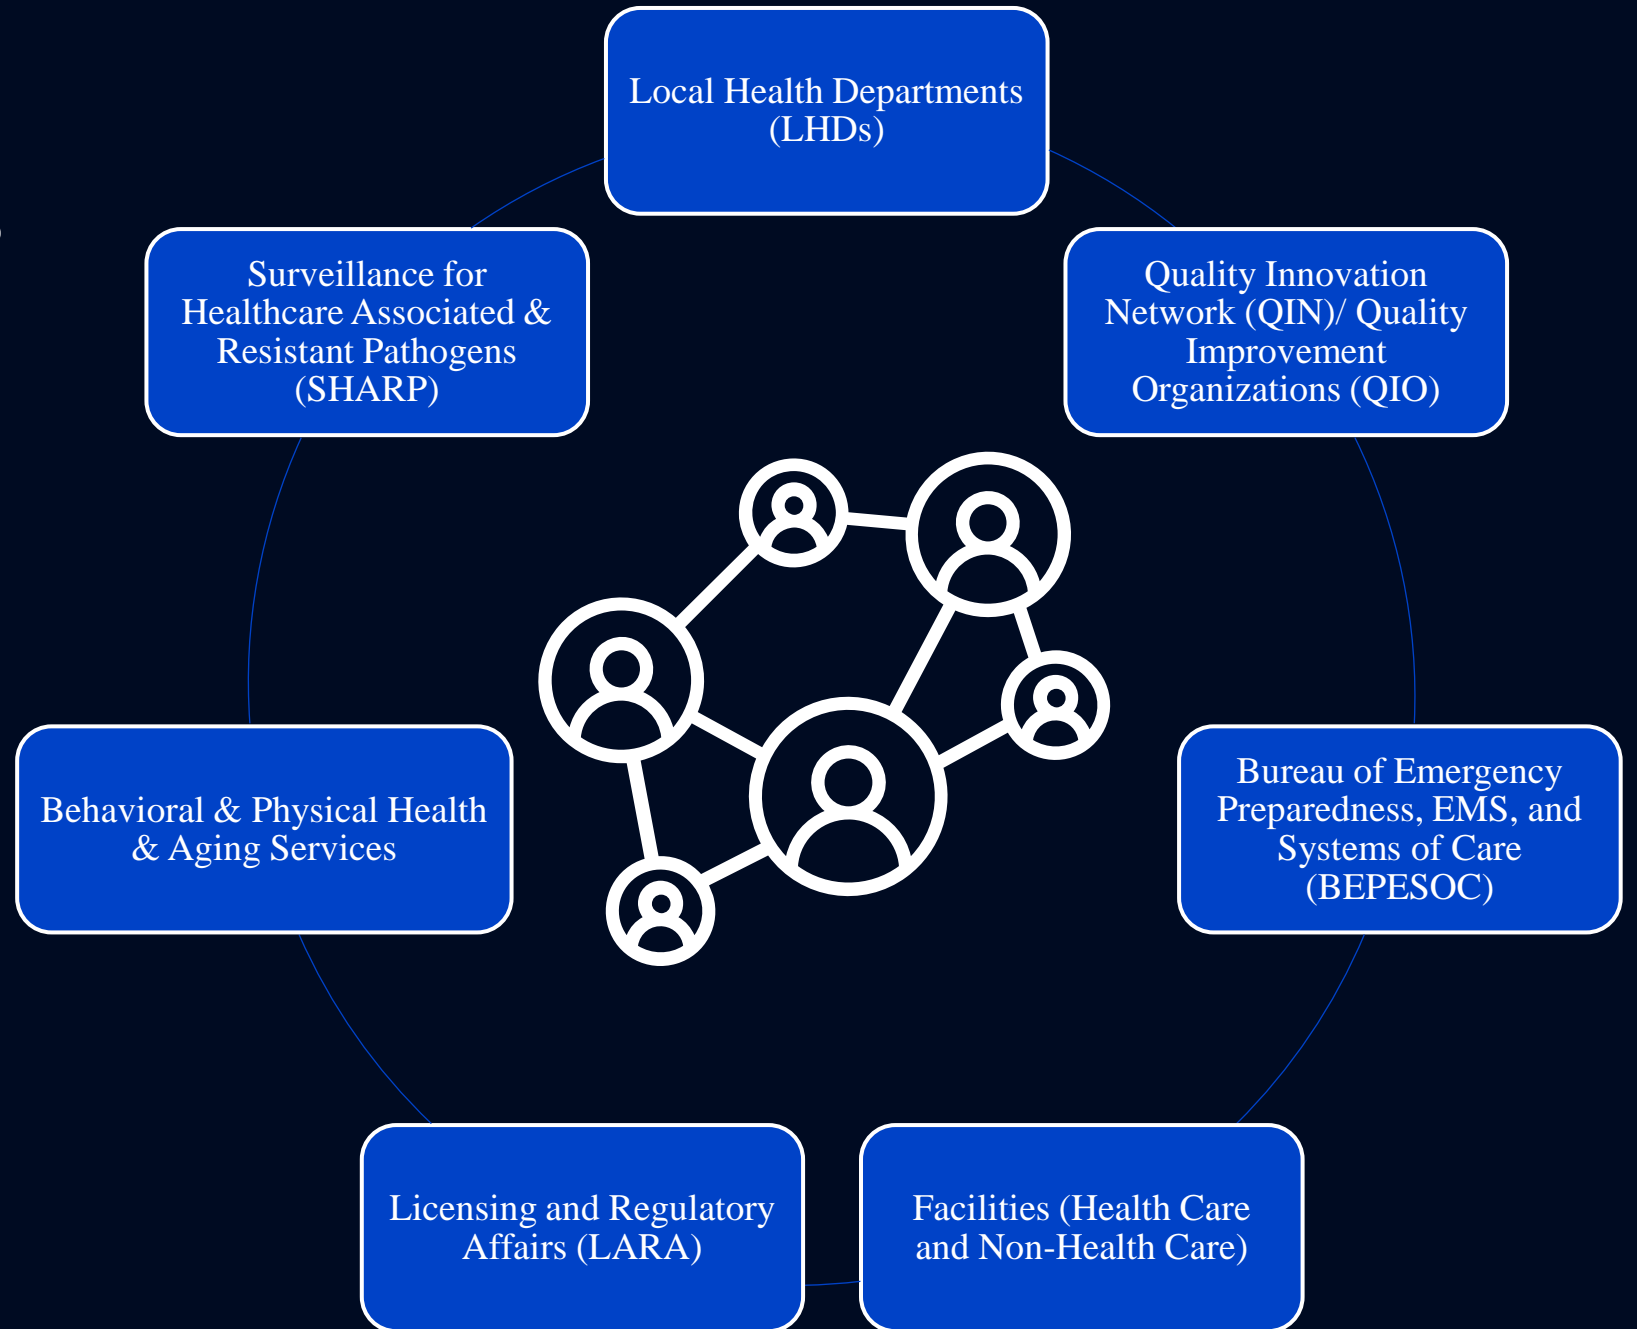 Local Health Departments
(LHDs)
Quality Innovation
Network (QIN)/ Quality
Improvement
Organizations (QIO)
Bureau of Emergency
Preparedness, EMS, and
Systems of Care
(BEPESOC)
Facilities (Health Care
and Non-Health Care)
Licensing and Regulatory
Affairs (LARA)
Behavioral & Physical Health
& Aging Services
Surveillance for
Healthcare Associated &
Resistant Pathogens
(SHARP)